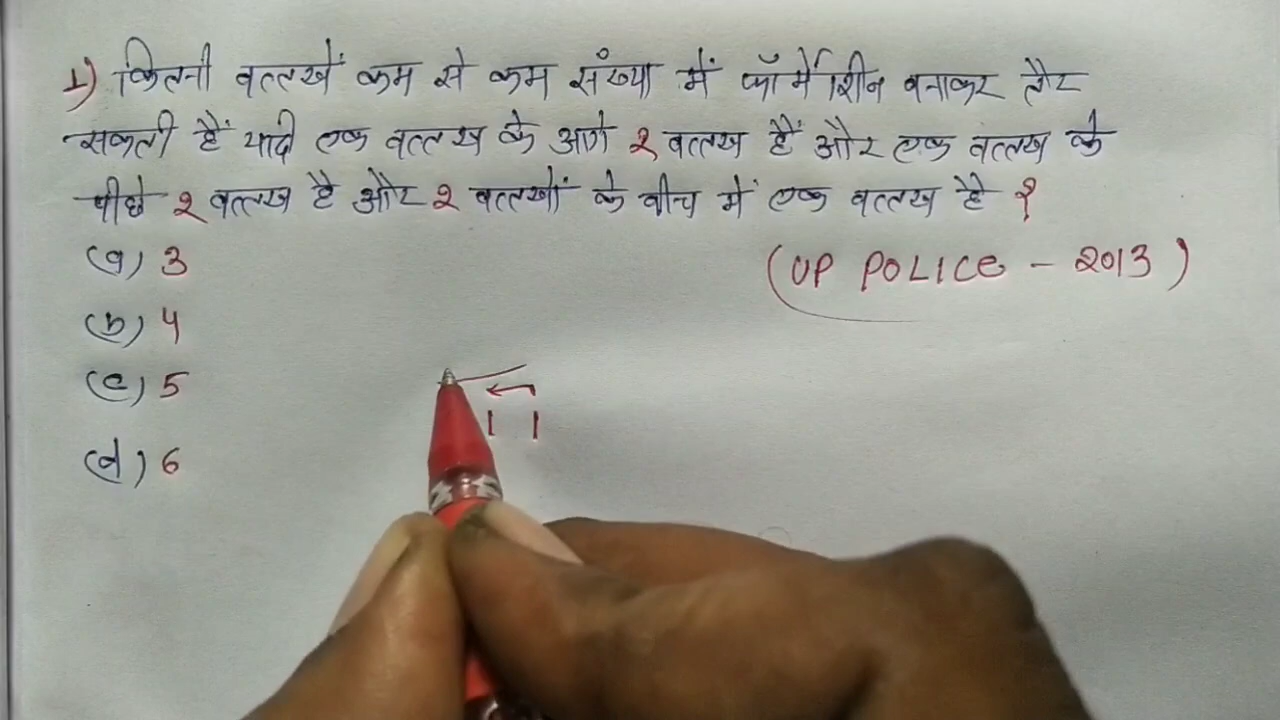 1) कितनी बत्तखें कम से कम संख्या में फॉर्मेशन बनाकर तैर
सकती हैं यदी एक बत्तख के आगे 2 बत्तख हैं और एक बत्तख के
पीछे 2 बत्तख है और 2 बत्तखों के बीच में एक बत्तख है ?
(a) 3
(UP POLICE - 2013)
(b) 4
(c) 5
(d) 6